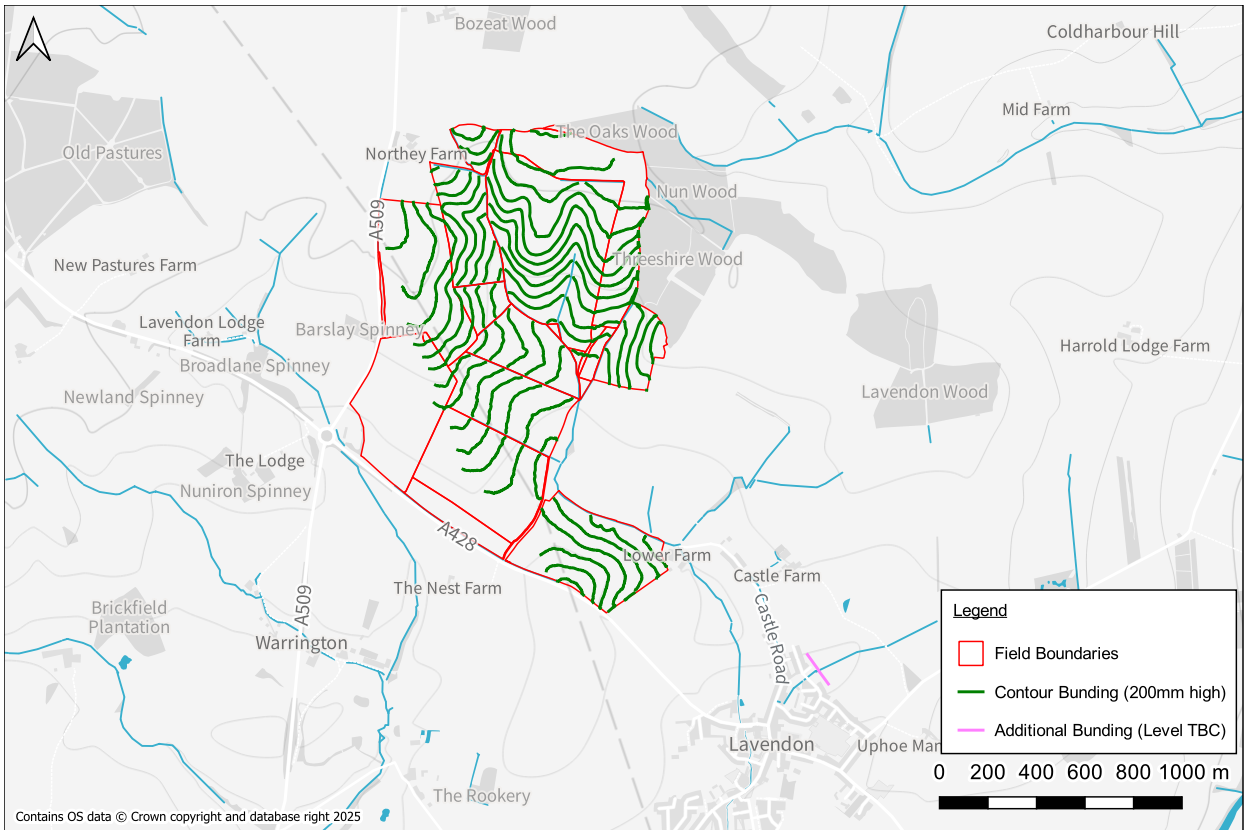 Bozeat Wood
Coldharbour Hill
Mid Farm
The Oaks Wood
Old Pastures
Northey Farm
Nun Wood
A509
Threeshire Wood
New Pastures Farm
Lavendon Lodge
Farm
Barslay Spinney
Harrold Lodge Farm
Broadlane Spinney
Newland Spinney
Lavendon Wood
The Lodge
Nuniron Spinney
A428
Lower Farm
Castle Farm
The Nest Farm
A509
Brickfield
Plantation
Castle Road
Warrington
Lavendon
Uphoe Man
The Rookery
Legend
Field Boundaries
Contour Bunding (200mm high)
Additional Bunding (Level TBC)
0 200 400 600 800 1000 m
Contains OS data © Crown copyright and database right 2025